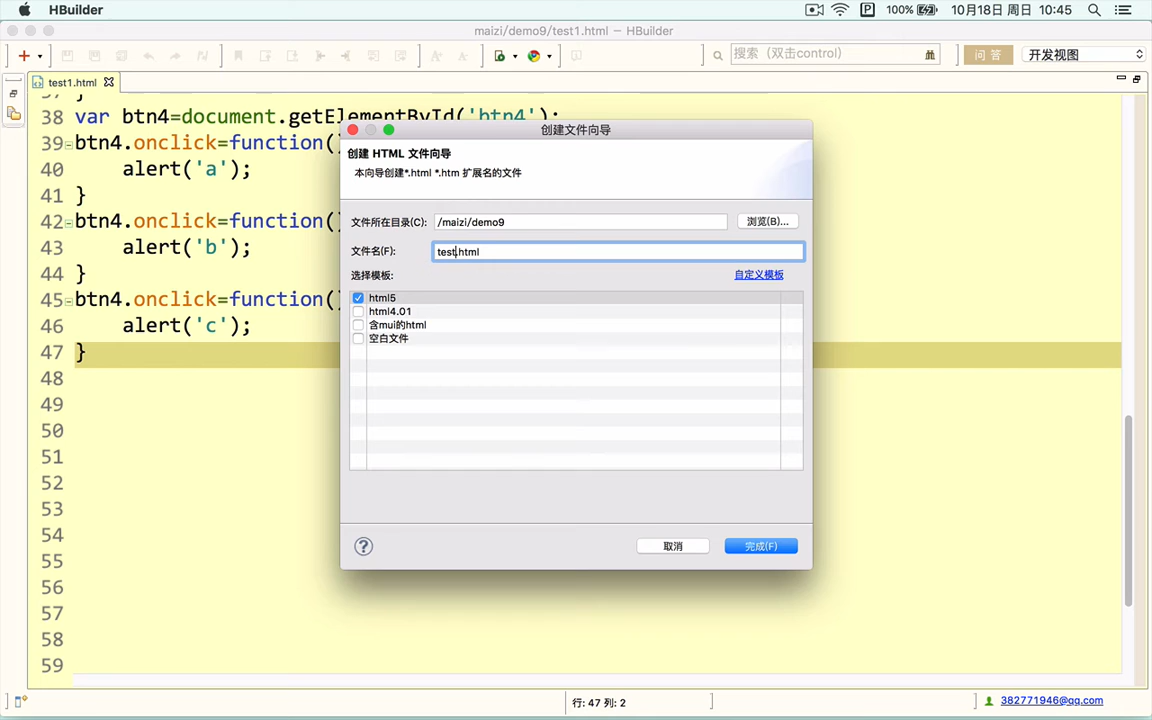 HBuilder
100%
10月18日 周日 10:45
maizi/demo9/test1.html — HBuilder
搜索（双击control）
问 答
开发视图
test1.html
38 var btn4=document.getElementById('btn4');
39 btn4.onclick=function()
40 alert('a');
41 }
42 btn4.onclick=function()
43 alert('b');
44 }
45 btn4.onclick=function()
46 alert('c');
47 }
48
49
50
51
52
53
54
55
56
57
58
59
创建文件向导
创建 HTML 文件向导
本向导创建*.html *.htm 扩展名的文件
文件所在目录(C): /maizi/demo9 浏览(B)...
文件名(F): test.html
选择模板: 自定义模板
html5
html4.01
含mui的html
空白文件
? 取消 完成(F)
行: 47 列: 2
382771946@qq.com